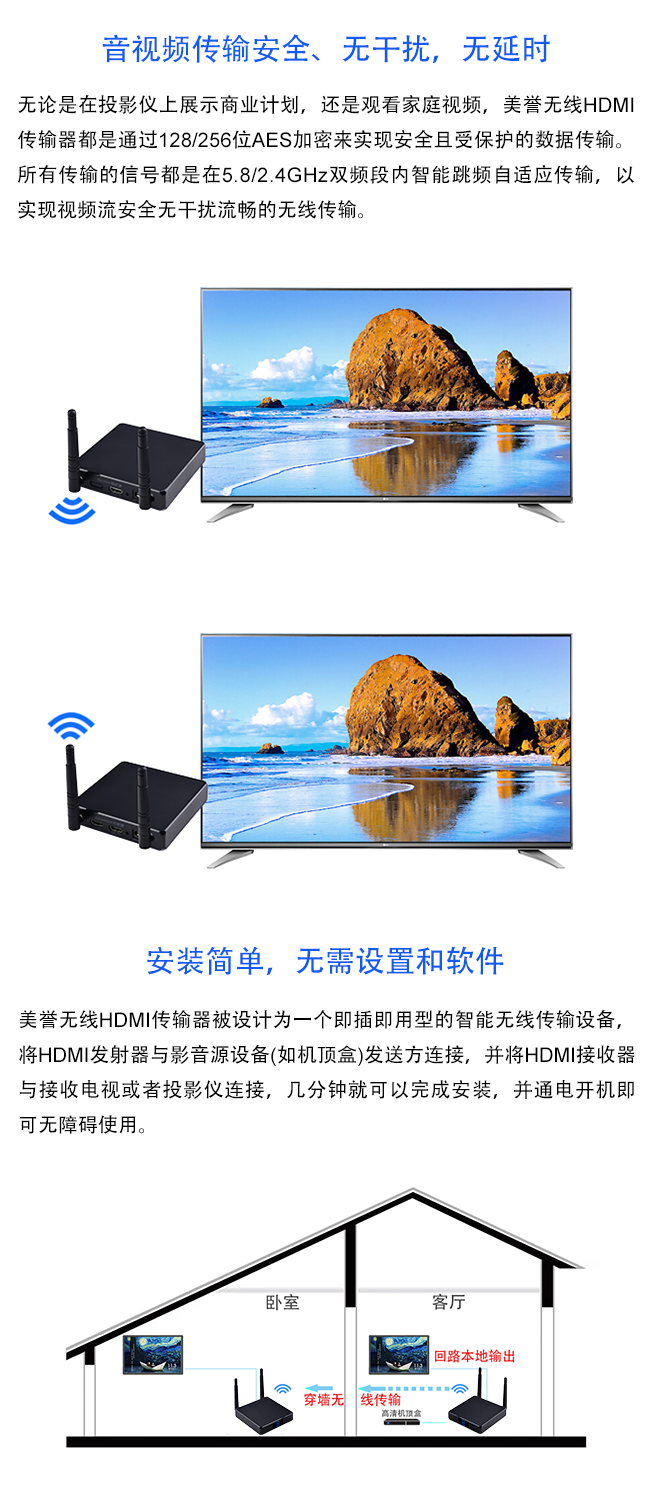 音视频传输安全、无干扰，无延时
无论是在投影仪上展示商业计划，还是观看家庭视频，美誉无线HDMI
传输器都是通过128/256位AES加密来实现安全且受保护的数据传输。
所有传输的信号都是在5.8/2.4GHz双频段内智能跳频自适应传输，以
实现视频流安全无干扰流畅的无线传输。
安装简单，无需设置和软件
美誉无线HDMI传输器被设计为一个即插即用型的智能无线传输设备，
将HDMI发射器与影音源设备(如机顶盒)发送方连接，并将HDMI接收器
与接收电视或者投影仪连接，几分钟就可以完成安装，并通电开机即
可无障碍使用。
卧室
客厅
回路本地输出
穿墙无 线传输
高清机顶盒